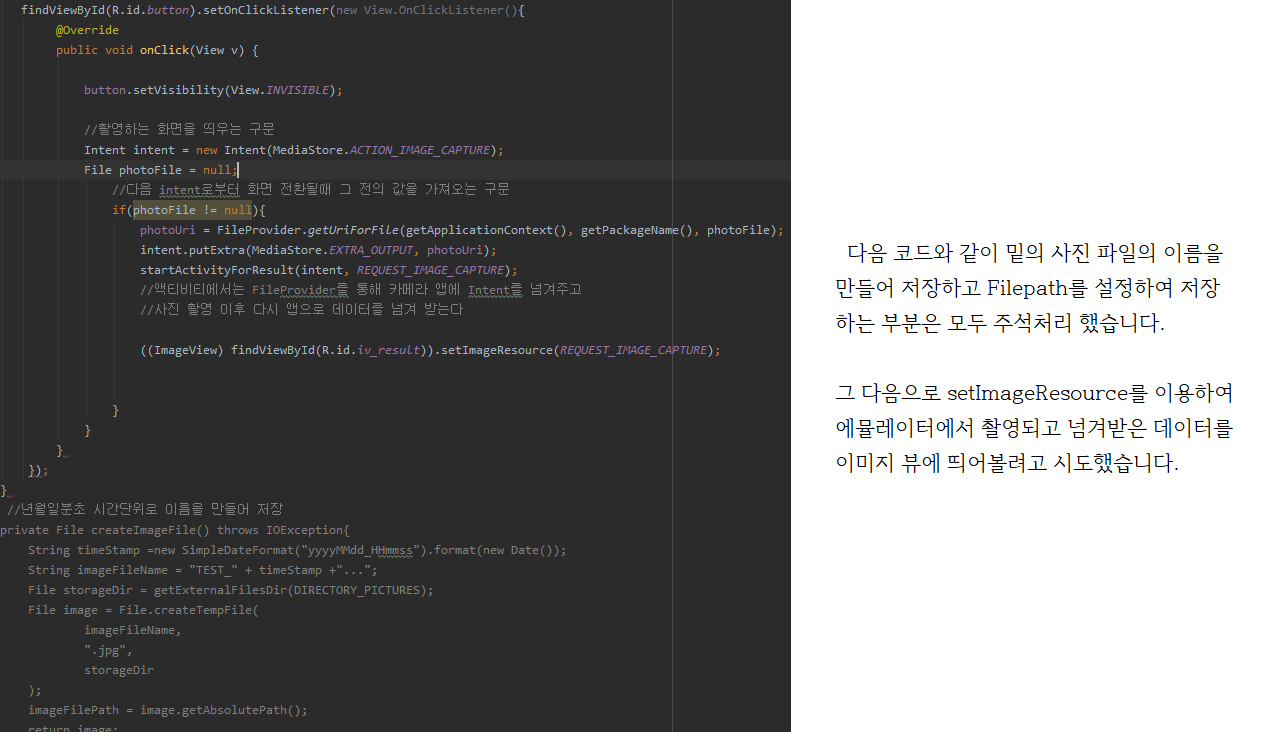 findViewById(R.id.button).setOnClickListener(new View.OnClickListener(){
@Override
public void onClick(View v) {
button.setVisibility(View.INVISIBLE);
//촬영하는 화면을 띄우는 구문
Intent intent = new Intent(MediaStore.ACTION_IMAGE_CAPTURE);
File photoFile = null;
//다음 intent로부터 화면 전환될때 그 전의 값을 가져오는 구문
if(photoFile != null){
photoUri = FileProvider.getUriForFile(getApplicationContext(), getPackageName(), photoFile);
intent.putExtra(MediaStore.EXTRA_OUTPUT, photoUri);
startActivityForResult(intent, REQUEST_IMAGE_CAPTURE);
//액티비티에서는 FileProvider를 통해 카메라 앱에 Intent를 넘겨주고
//사진 촬영 이후 다시 앱으로 데이터를 넘겨 받는다
((ImageView) findViewById(R.id.iv_result)).setImageResource(REQUEST_IMAGE_CAPTURE);
}
}
}
});
}
//년월일분초 시간단위로 이름을 만들어 저장
private File createImageFile() throws IOException{
String timeStamp =new SimpleDateFormat("yyyyMMdd_HHmmss").format(new Date());
String imageFileName = "TEST_" + timeStamp +"...";
File storageDir = getExternalFilesDir(DIRECTORY_PICTURES);
File image = File.createTempFile(
imageFileName,
".jpg",
storageDir
);
imageFilePath = image.getAbsolutePath();
return image;
다음 코드와 같이 밑의 사진 파일의 이름을
만들어 저장하고 Filepath를 설정하여 저장
하는 부분은 모두 주석처리 했습니다.
그 다음으로 setImageResource를 이용하여
에뮬레이터에서 촬영되고 넘겨받은 데이터를
이미지 뷰에 띄어볼려고 시도했습니다.